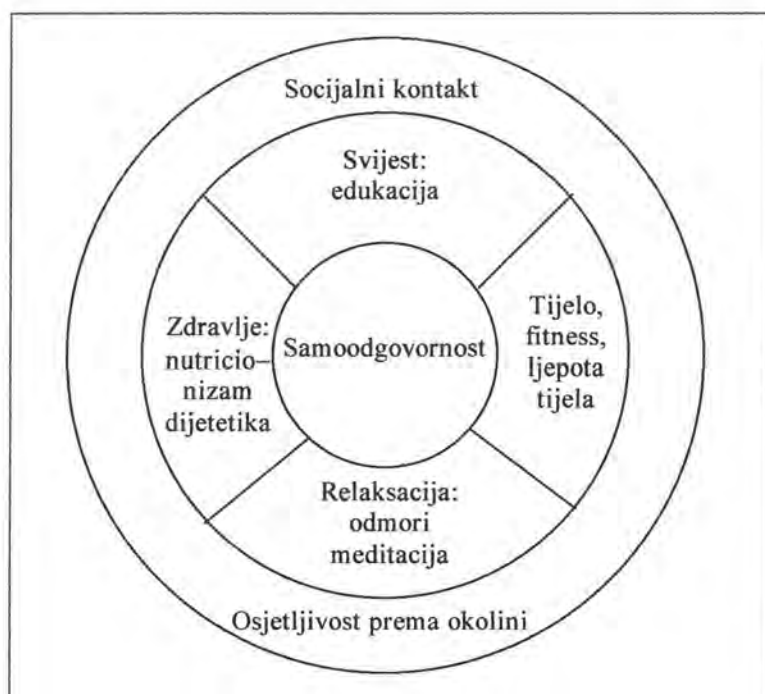 Socijalni kontakt
Svijest:
edukacija
Zdravlje:
nutricio–
nizam
dijetetika
Samoodgovornost
Tijelo,
fitness,
ljepota
tijela
Relaksacija:
odmori
meditacija
Osjetljivost prema okolini